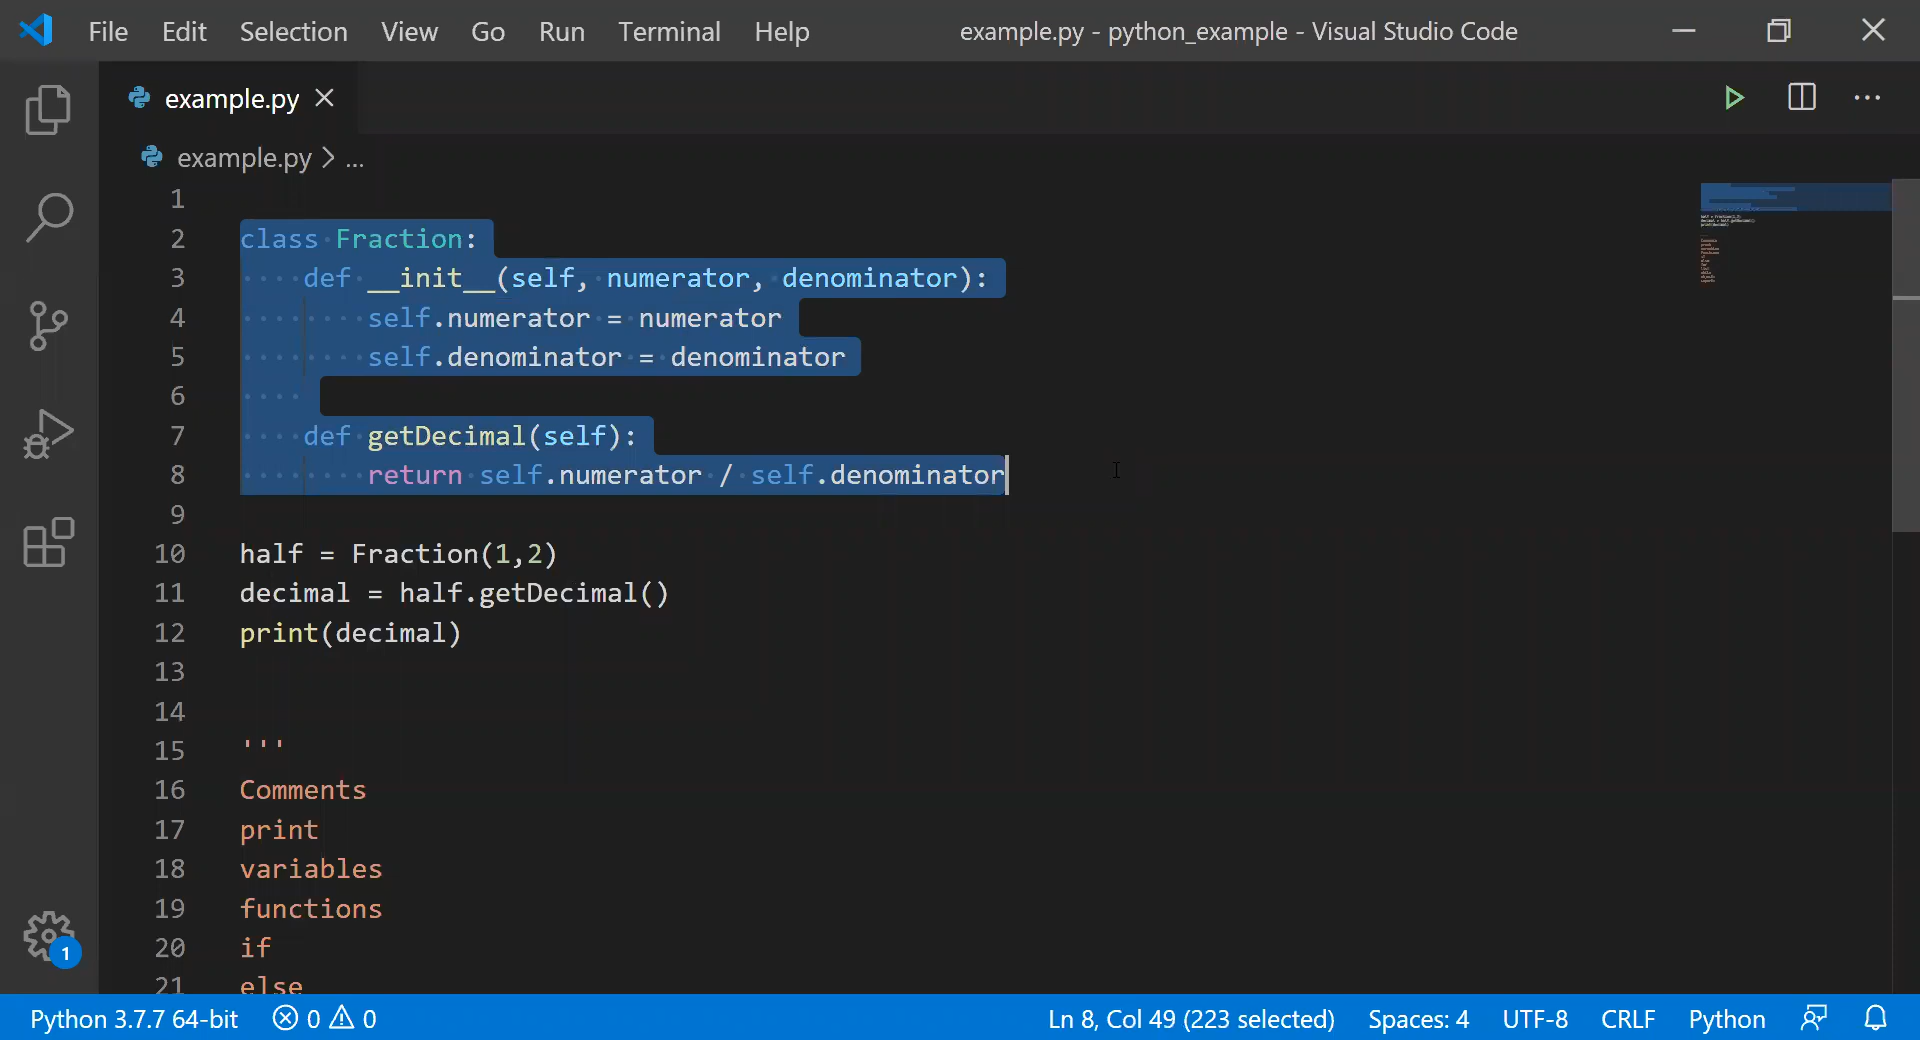 File Edit Selection View Go Run Terminal Help example.py - python_example - Visual Studio Code
example.py
example.py > ...
1
2 class Fraction:
3     def __init__(self, numerator, denominator):
4         self.numerator = numerator
5         self.denominator = denominator
6
7     def getDecimal(self):
8         return self.numerator / self.denominator
9
10 half = Fraction(1,2)
11 decimal = half.getDecimal()
12 print(decimal)
13
14
15 '''
16 Comments
17 print
18 variables
19 functions
20 if
21 else
1
Python 3.7.7 64-bit 0 0 Ln 8, Col 49 (223 selected) Spaces: 4 UTF-8 CRLF Python